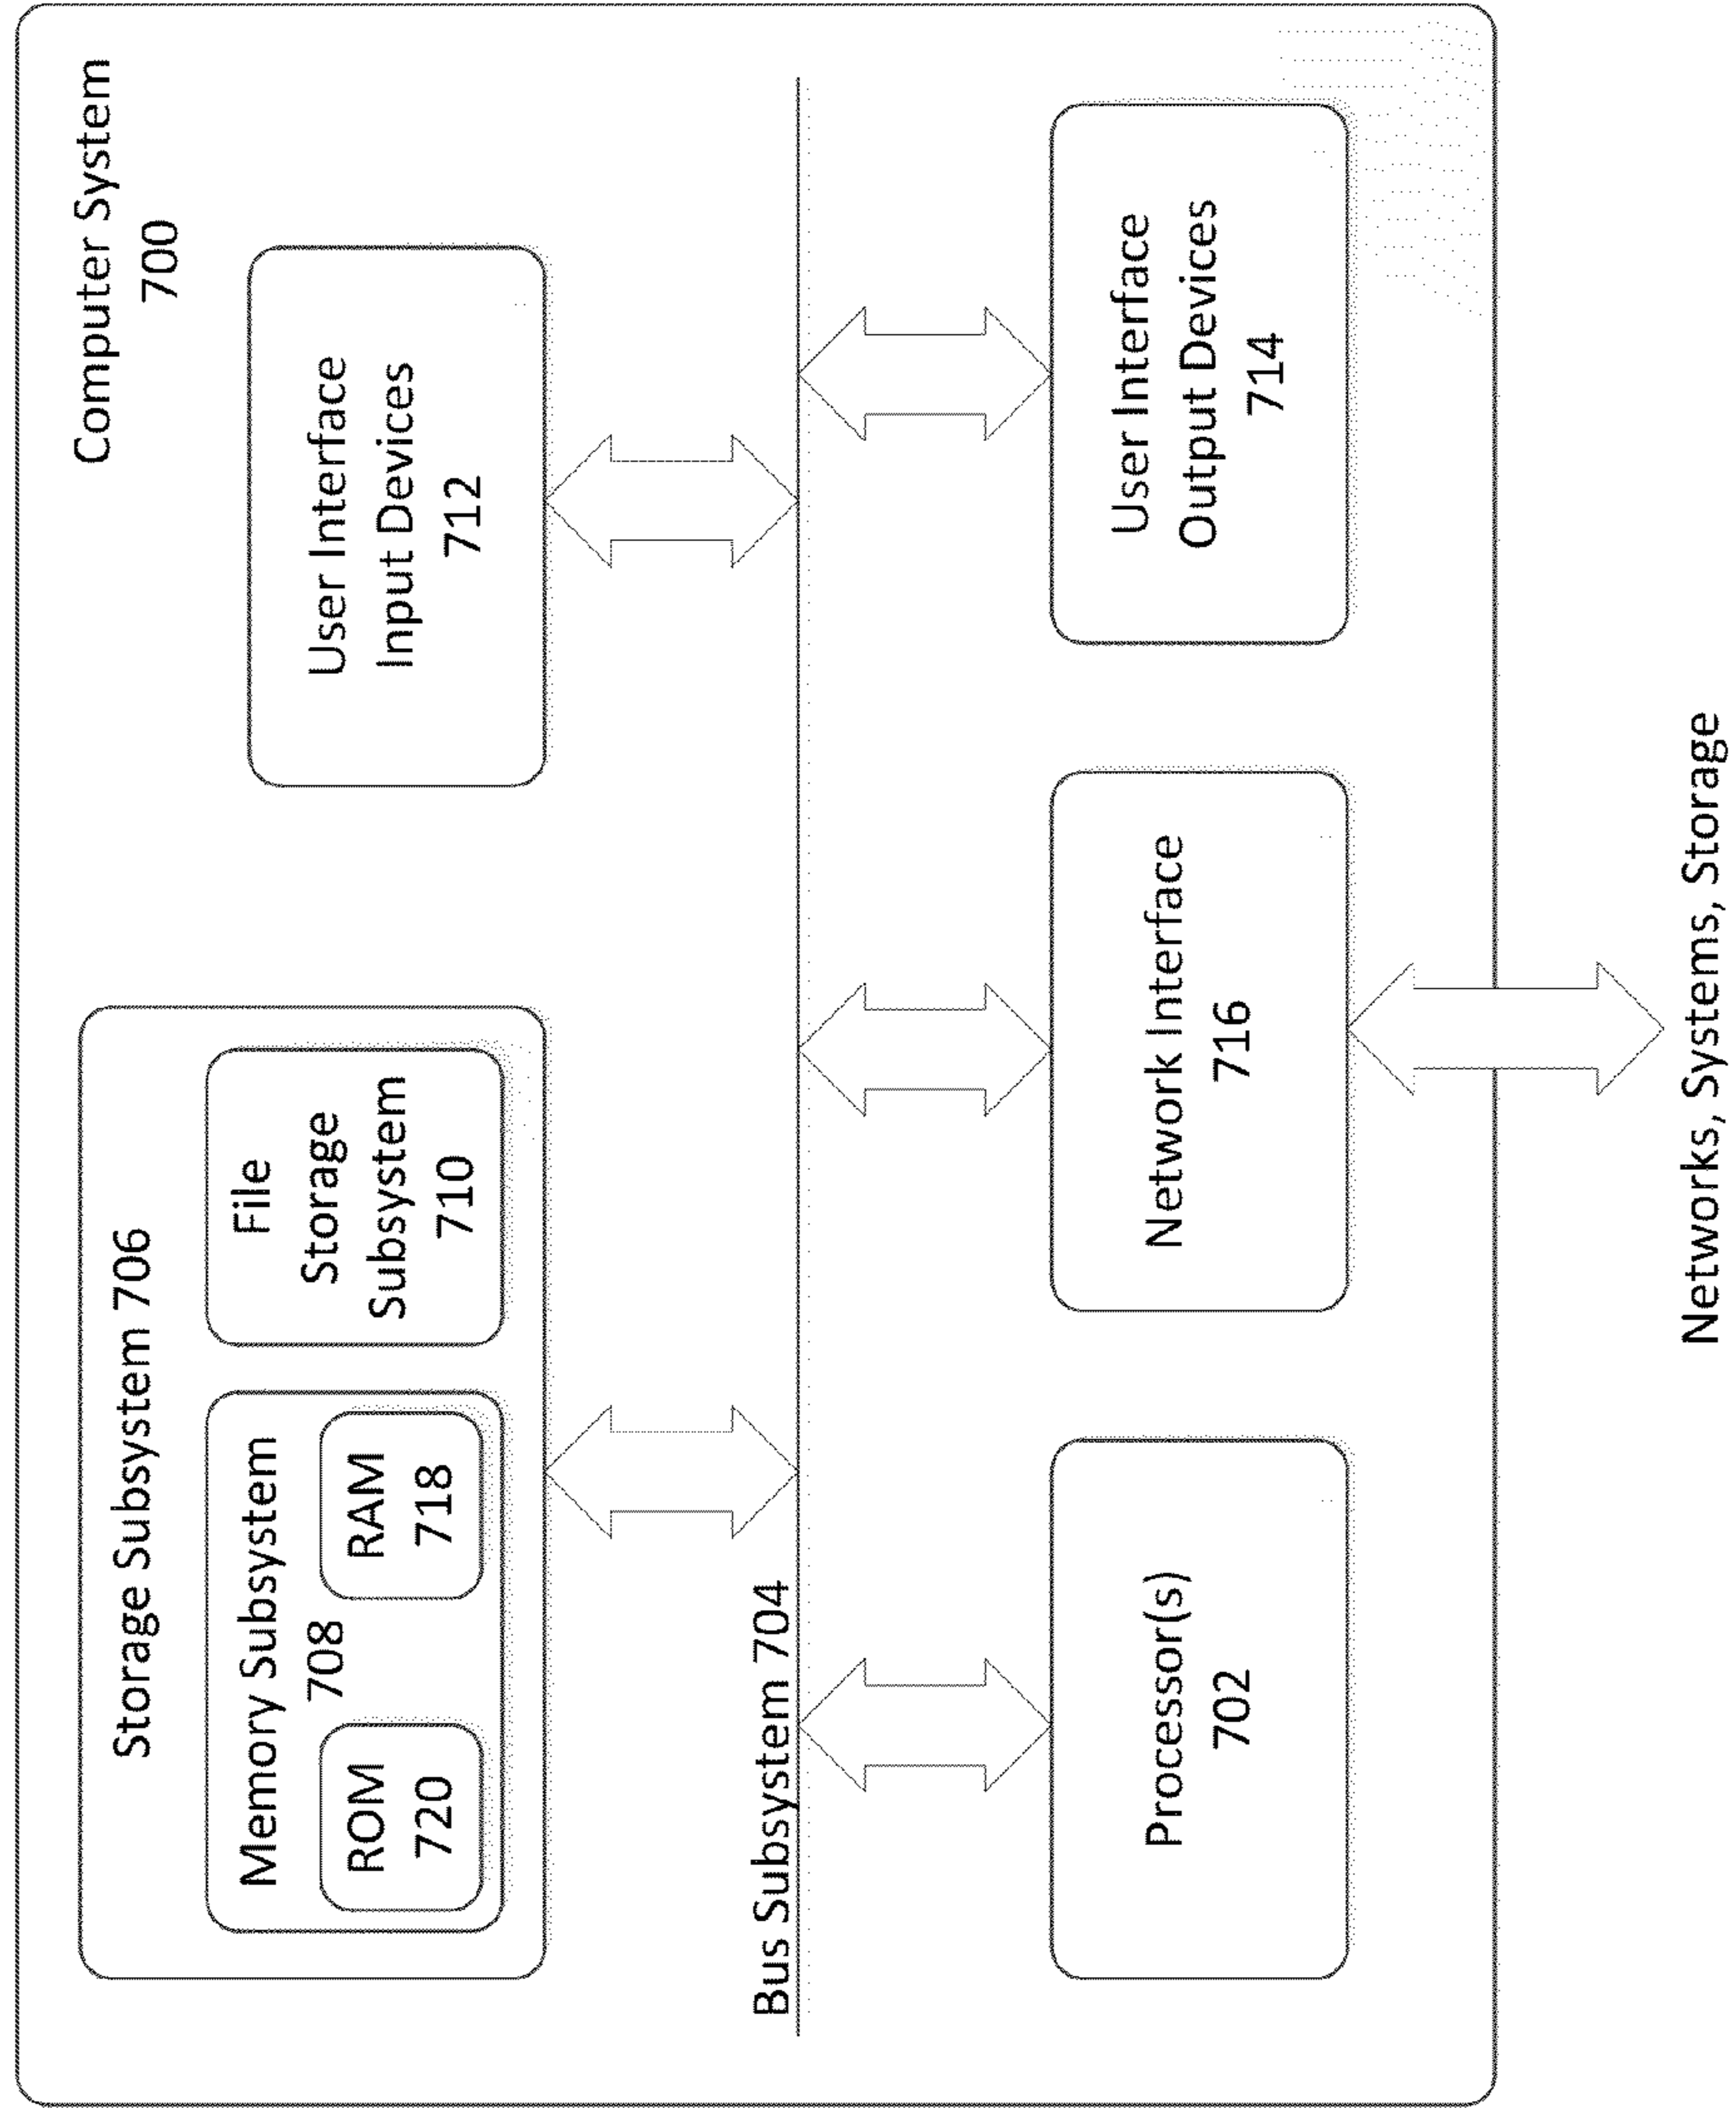 Computer System
700
Storage Subsystem 706
Memory Subsystem
708
ROM
720
RAM
718
File
Storage
Subsystem
710
User Interface
Input Devices
712
Bus Subsystem 704
Processor(s)
702
Network Interface
716
User Interface
Output Devices
714
Networks, Systems, Storage